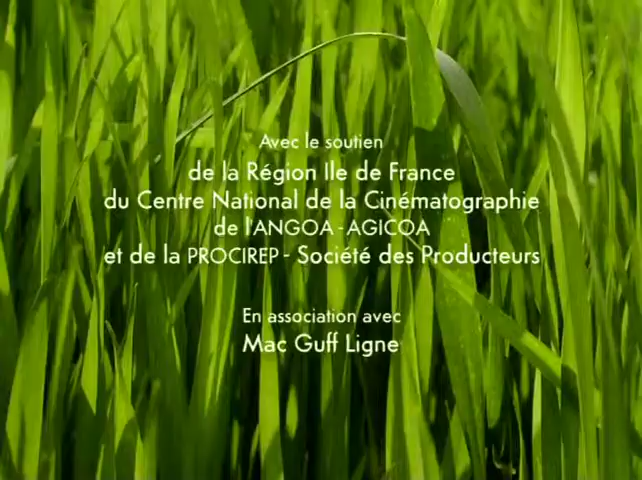 Avec le soutien
de la Région Ile de France
du Centre National de la Cinématographie
de l'ANGOA - AGICOA
et de la PROCIREP - Société des Producteurs
En association avec
Mac Guff Ligne